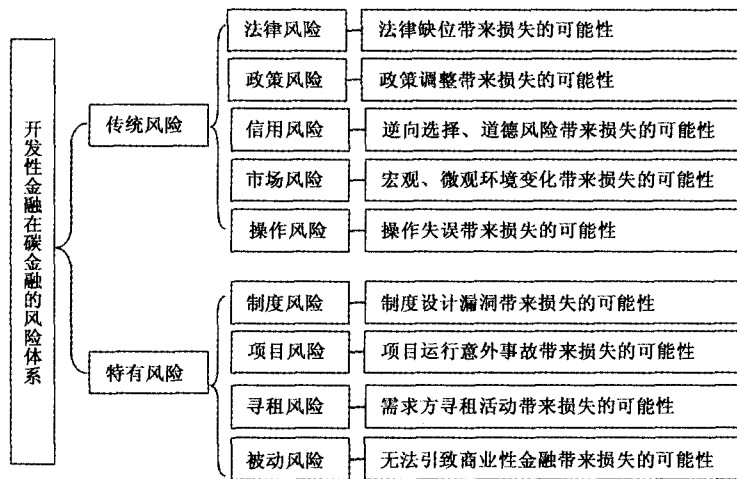 开发性金融在碳金融的风险体系
传统风险
法律风险
法律缺位带来损失的可能性
政策风险
政策调整带来损失的可能性
信用风险
逆向选择、道德风险带来损失的可能性
市场风险
宏观、微观环境变化带来损失的可能性
操作风险
操作失误带来损失的可能性
特有风险
制度风险
制度设计漏洞带来损失的可能性
项目风险
项目运行意外事故带来损失的可能性
寻租风险
需求方寻租活动带来损失的可能性
被动风险
无法引致商业性金融带来损失的可能性